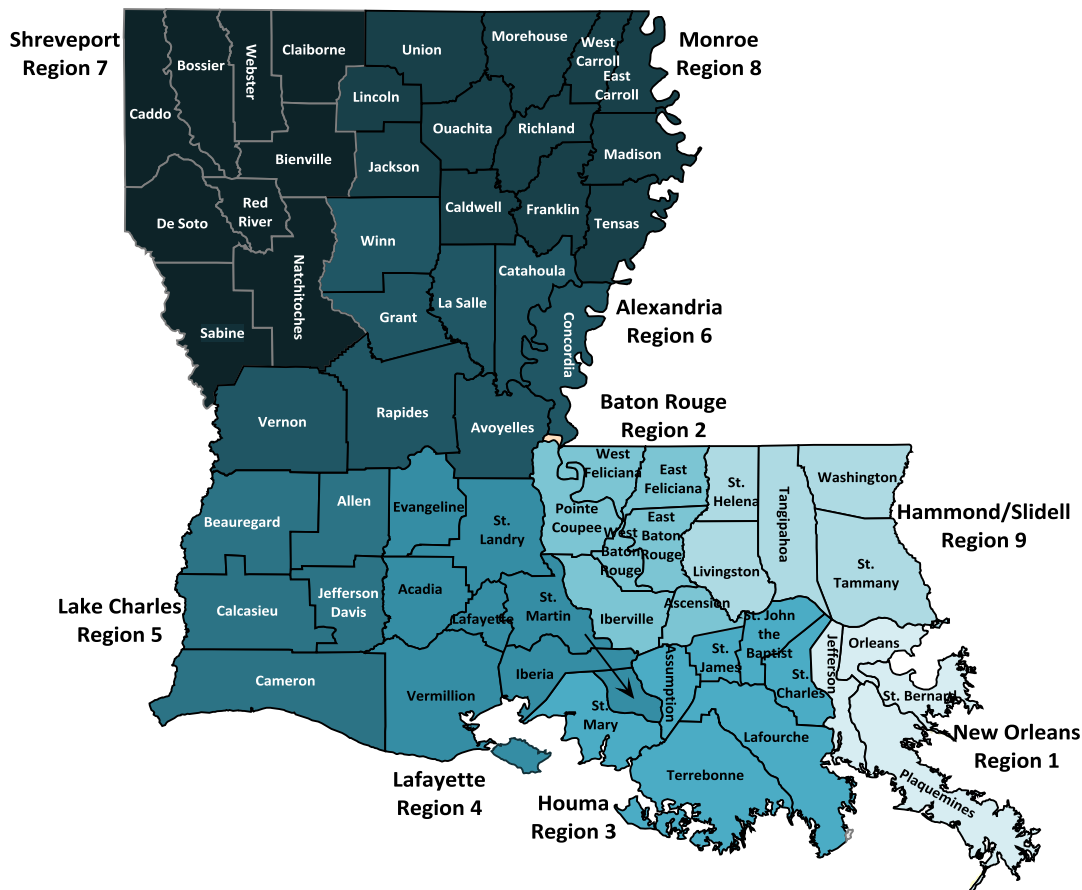 Shreveport
Region 7
Monroe
Region 8
Caddo
Bossier
Webster
Claiborne
Union
Morehouse
West
Carroll
East
Carroll
Lincoln
Ouachita
Richland
Madison
Bienville
Jackson
De Soto
Red
River
Caldwell
Franklin
Tensas
Natchitoches
Winn
Catahoula
La Salle
Grant
Sabine
Concordia
Alexandria
Region 6
Vernon
Rapides
Avoyelles
Baton Rouge
Region 2
West
Feliciana
East
Feliciana
St.
Helena
Tangipahoa
Washington
Hammond/Slidell
Region 9
Beauregard
Allen
Evangeline
St.
Landry
Pointe
Coupee
West
Baton
Rouge
East
Baton
Rouge
Livingston
St.
Tammany
Lake Charles
Region 5
Calcasieu
Jefferson
Davis
Acadia
Lafayette
St.
Martin
Iberville
Ascension
St. John
the
Baptist
Jefferson
Orleans
Cameron
Vermillion
Iberia
St.
Mary
Assumption
St.
James
St.
Charles
St. Bernard
Lafourche
Terrebonne
Plaquemines
New Orleans
Region 1
Lafayette
Region 4
Houma
Region 3